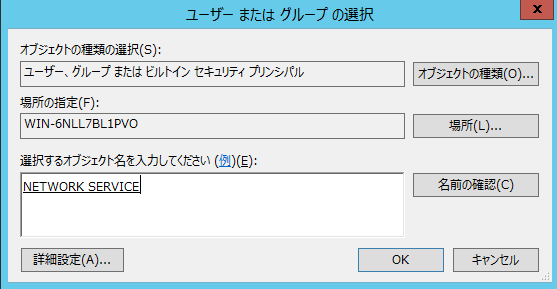 ユーザー または グループ の選択
x
オブジェクトの種類の選択(S):
ユーザー、グループ または ビルトイン セキュリティ プリンシパル
オブジェクトの種類(O)...
場所の指定(F):
WIN-6NLL7BL1PVO
場所(L)...
選択するオブジェクト名を入力してください (例)(E):
NETWORK SERVICE
名前の確認(C)
詳細設定(A)...
OK
キャンセル